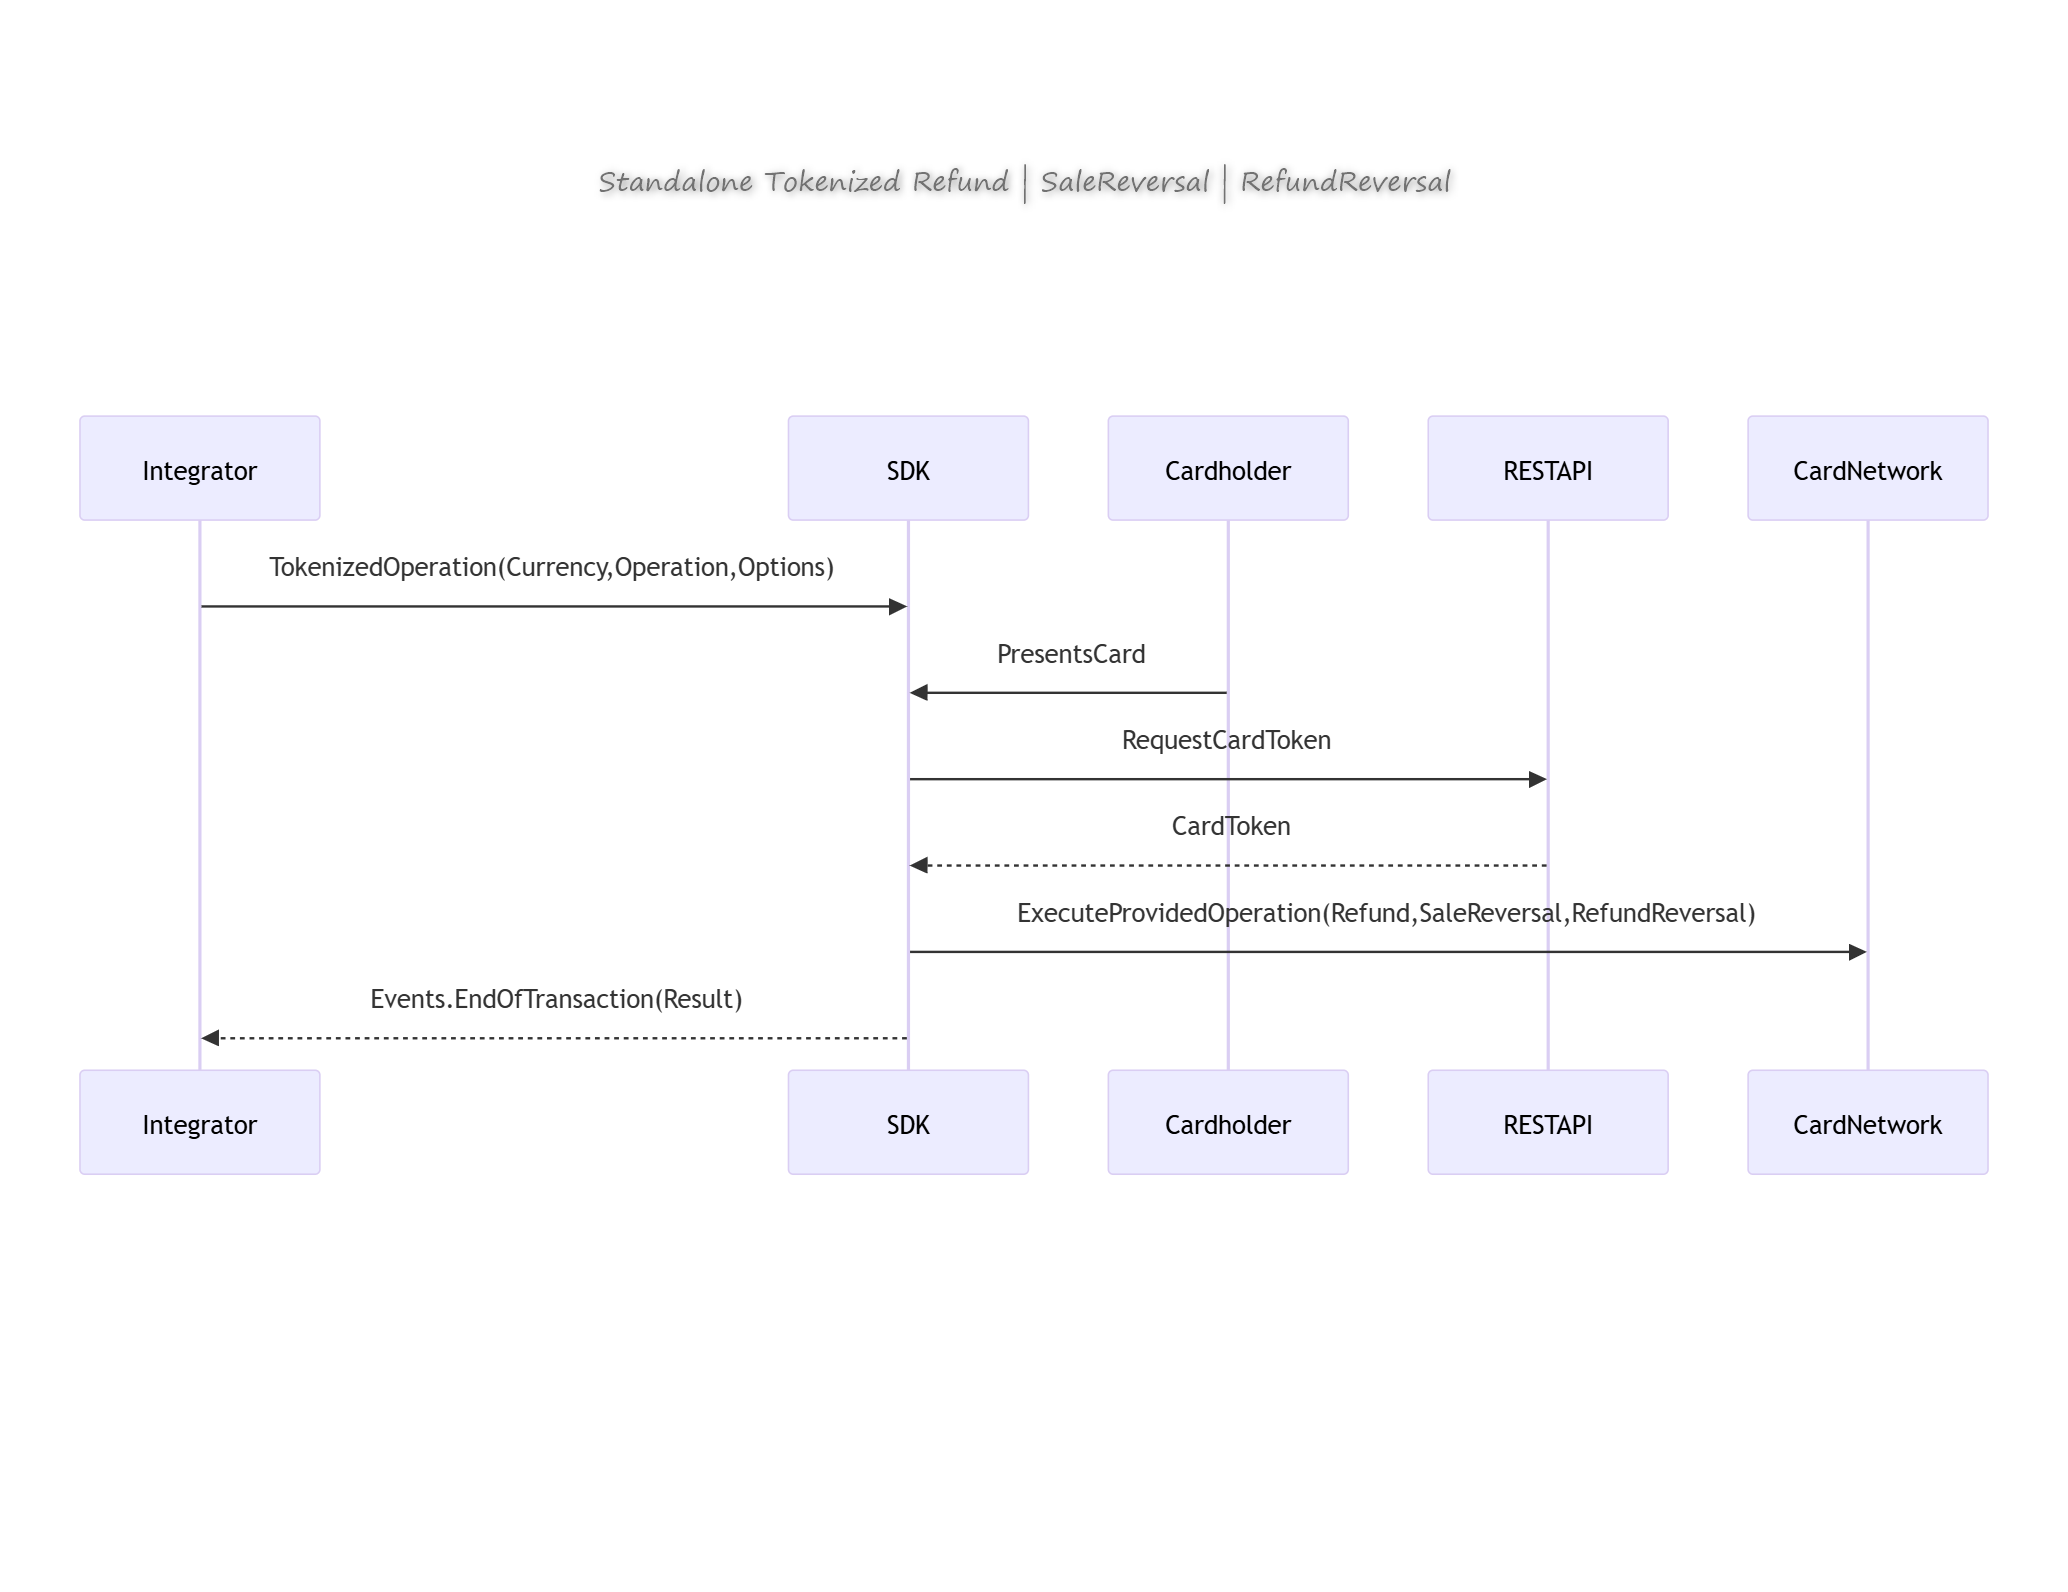 Standalone Tokenized Refund | SaleReversal | RefundReversal
Integrator
SDK
Cardholder
RESTAPI
CardNetwork
TokenizedOperation(Currency,Operation,Options)
PresentsCard
RequestCardToken
CardToken
ExecuteProvidedOperation(Refund,SaleReversal,RefundReversal)
Events.EndOfTransaction(Result)
Integrator
SDK
Cardholder
RESTAPI
CardNetwork